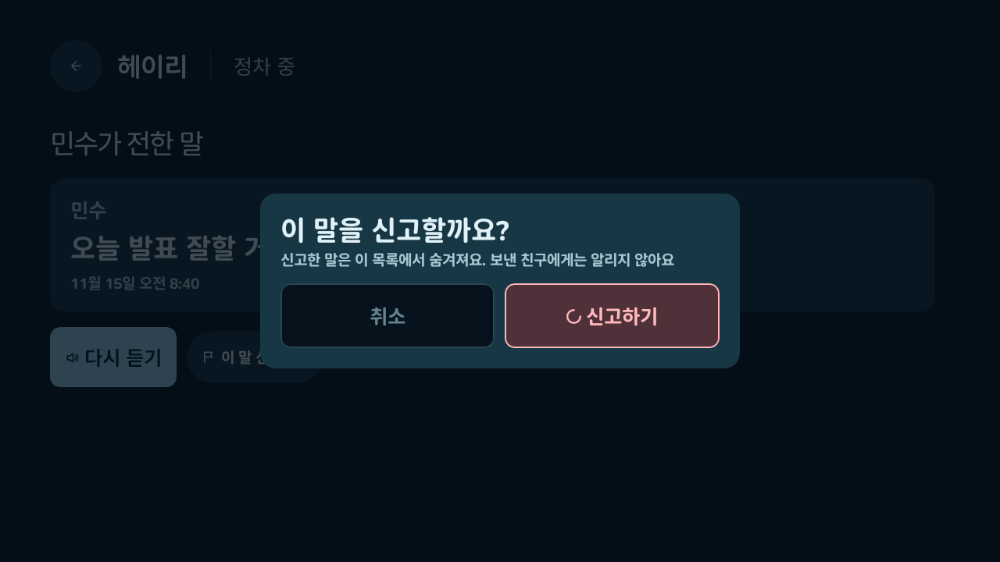 헤이리
정차 중
민수가 전한 말
민수
오늘 발표 잘할
11월 15일 오전 8:40
다시 듣기
이 말
이 말을 신고할까요?
신고한 말은 이 목록에서 숨겨져요. 보낸 친구에게는 알리지 않아요
취소
신고하기